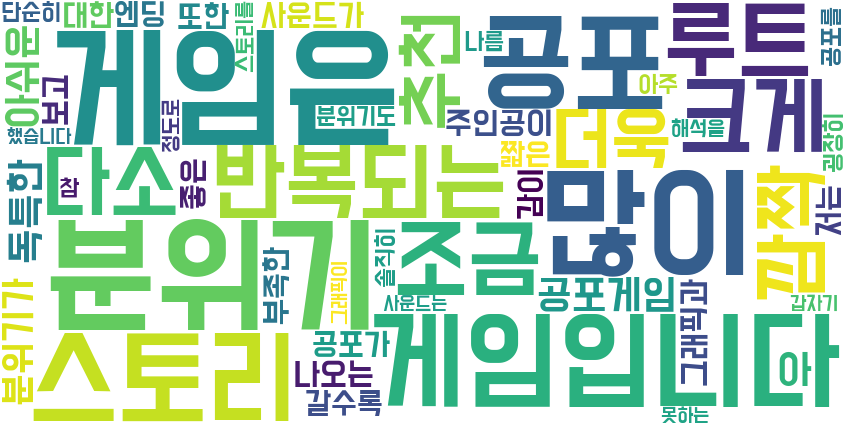 단순히
대한
엔딩
또한
사운드가
스토리를
나름
공포를
아쉬운
보고
게임은
추천
공포
루트
크게
아주
했습니다
정도로
분위기도
주인공이
더욱
해석을
굉장히
짧은
독특한
다소
참
좋은
반복되는
감이
많이
깜짝
저는
분위기
조금
솔직히
부족한
그래픽이
사운드는
공포게임
그래픽과
갑자기
분위기가
스토리
공포가
나오는
갈수록
게임입니다
아
못하는